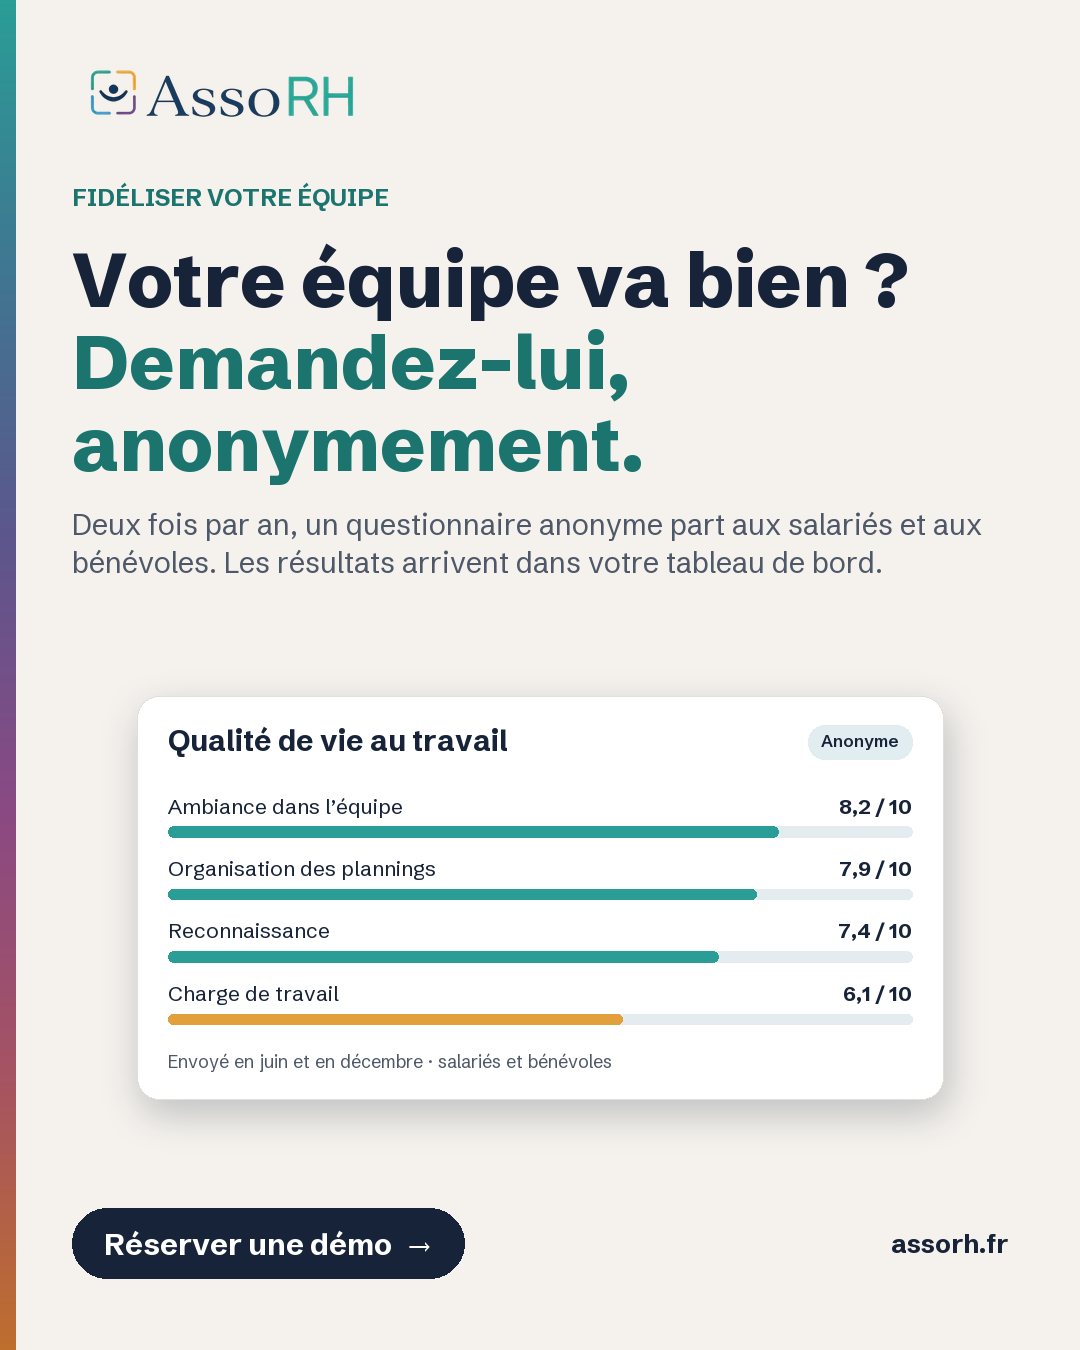 AssoRH
FIDÉLISER VOTRE ÉQUIPE
Votre équipe va bien ?
Demandez-lui,
anonymement.
Deux fois par an, un questionnaire anonyme part aux salariés et aux
bénévoles. Les résultats arrivent dans votre tableau de bord.
Qualité de vie au travail
Anonyme
Ambiance dans l’équipe 8,2 / 10
Organisation des plannings 7,9 / 10
Reconnaissance 7,4 / 10
Charge de travail 6,1 / 10
Envoyé en juin et en décembre · salariés et bénévoles
Réserver une démo →
assorh.fr